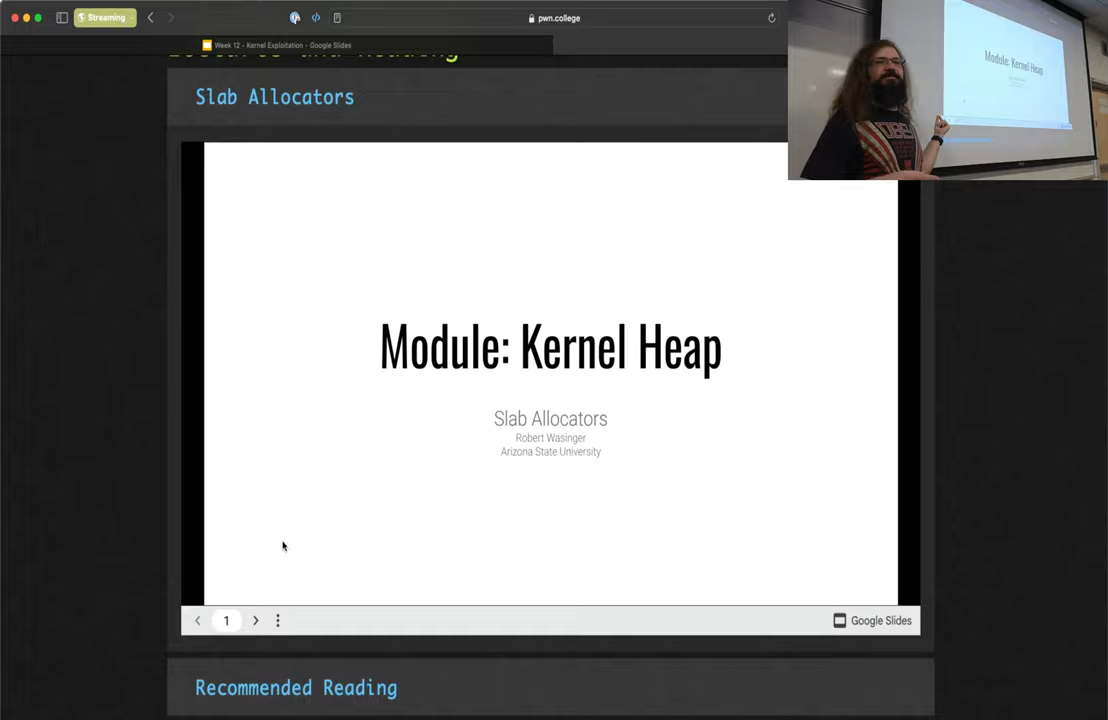 Streaming
pwn.college
Week 12 - Kernel Exploitation - Google Slides
Slab Allocators
Module: Kernel Heap
Slab Allocators
Robert Wasinger
Arizona State University
1
Google Slides
Recommended Reading
Module: Kernel Heap